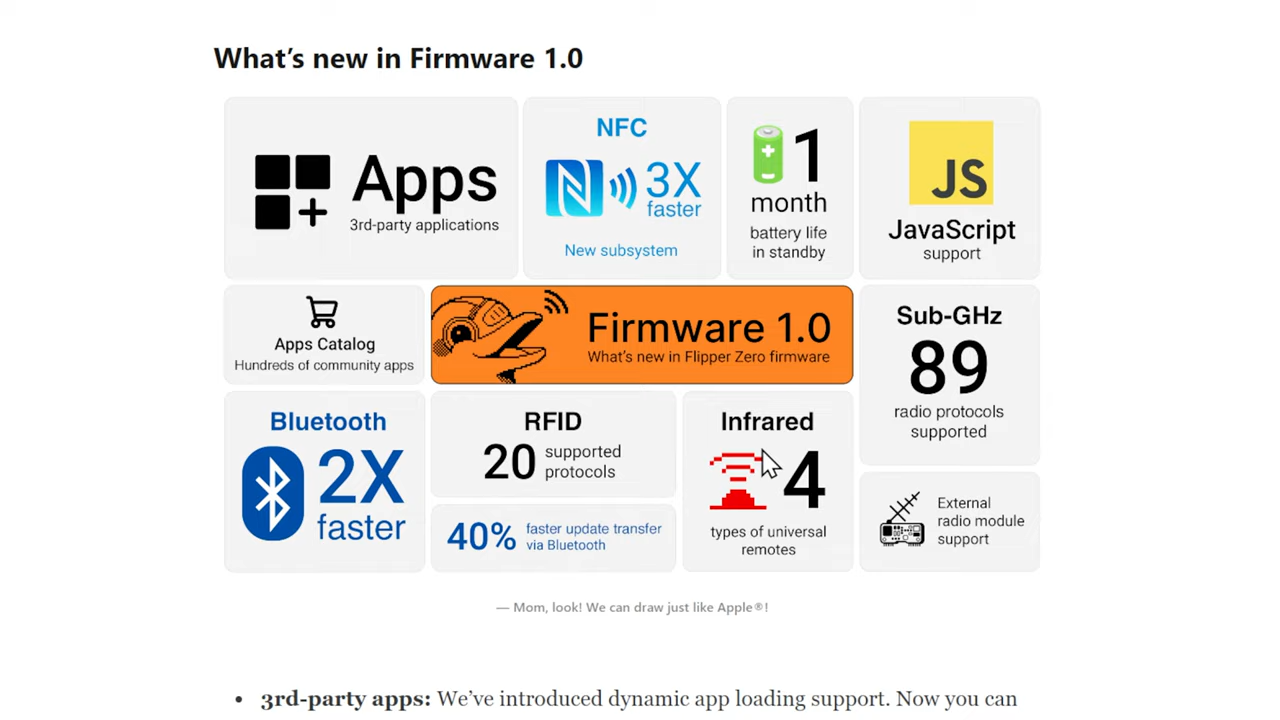 What's new in Firmware 1.0
Apps
3rd-party applications
NFC
3X
faster
New subsystem
1
month
battery life
in standby
JS
JavaScript
support
Apps Catalog
Hundreds of community apps
Firmware 1.0
What's new in Flipper Zero firmware
Sub-GHz
89
radio protocols
supported
Bluetooth
2X
faster
RFID
20 supported
protocols
40% faster update transfer
via Bluetooth
Infrared
4
types of universal
remotes
External
radio module
support
— Mom, look! We can draw just like Apple®!
• 3rd-party apps: We've introduced dynamic app loading support. Now you can